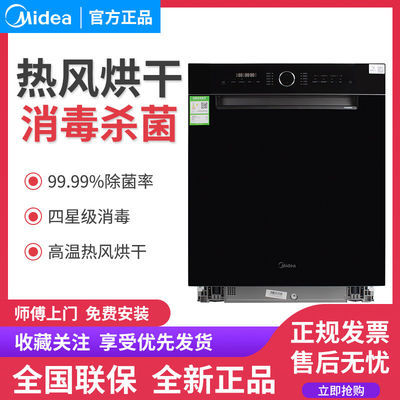 Midea 官方正品
热风烘干
消毒杀菌
99.99%除菌率
四星级消毒
高温热风烘干
Midea
师傅上门 免费安装
收藏关注 享受优先发货
正规发票
售后无忧
全国联保 全新正品
立即抢购